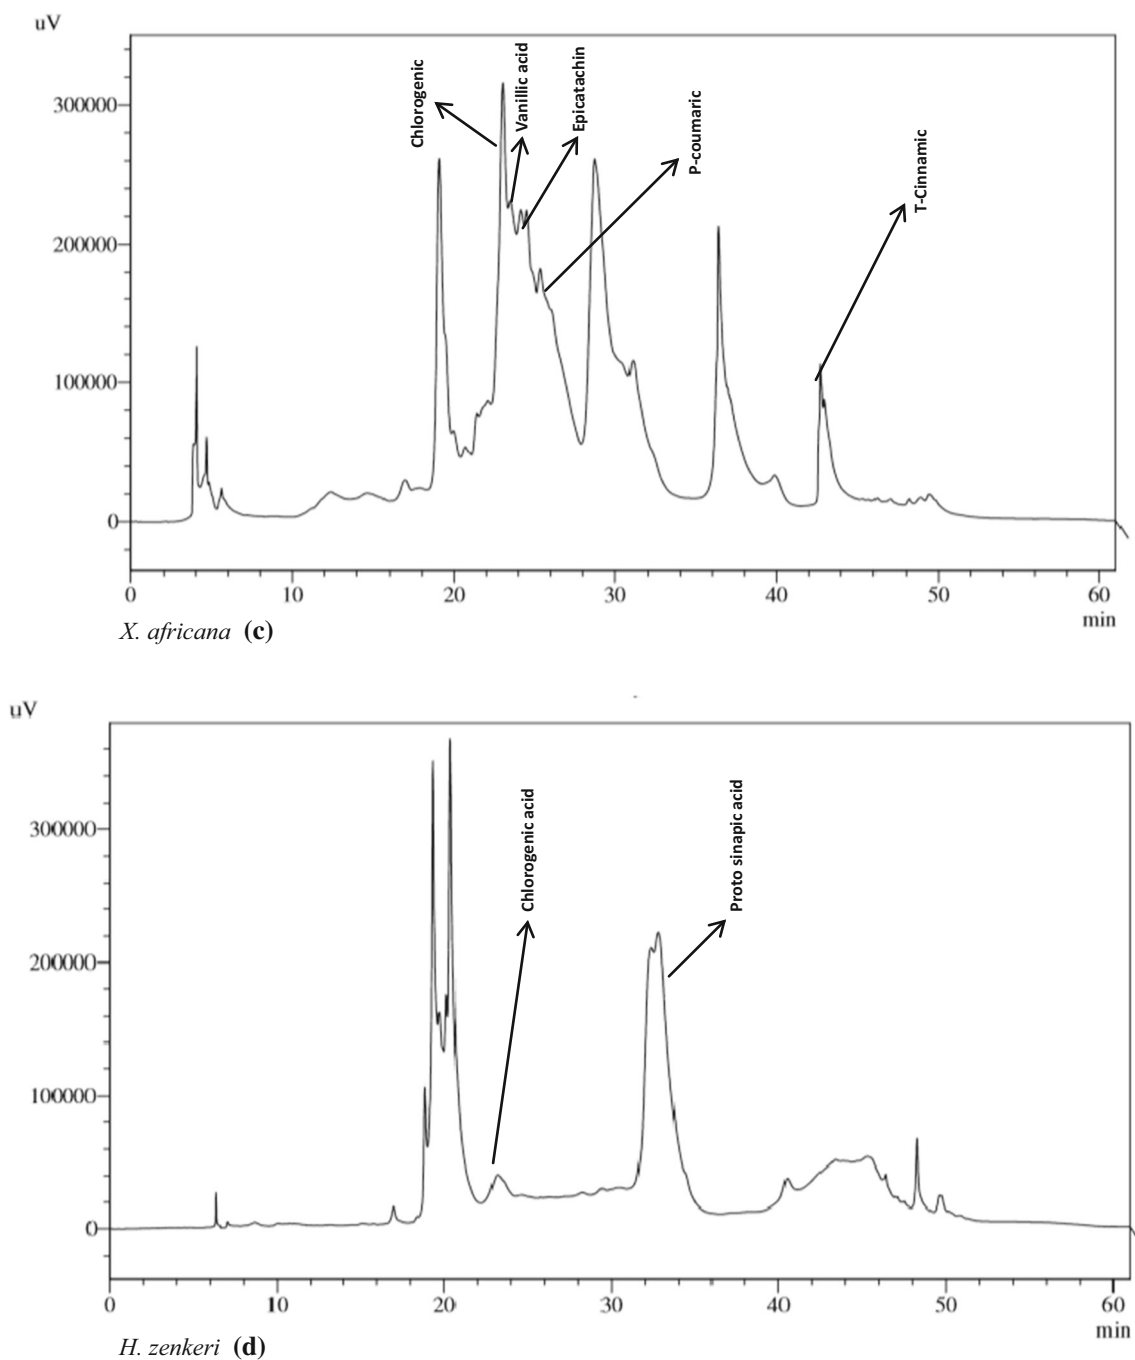 uV
Chlorogenic
Vanillic acid
Epicatachin
P-coumaric
T-Cinnamic
300000
200000
100000
0
0 10 20 30 40 50 60
min
X. africana (c)
uV
Chlorogenic acid
Proto sinapic acid
300000
200000
100000
0
0 10 20 30 40 50 60
min
H. zenkeri (d)